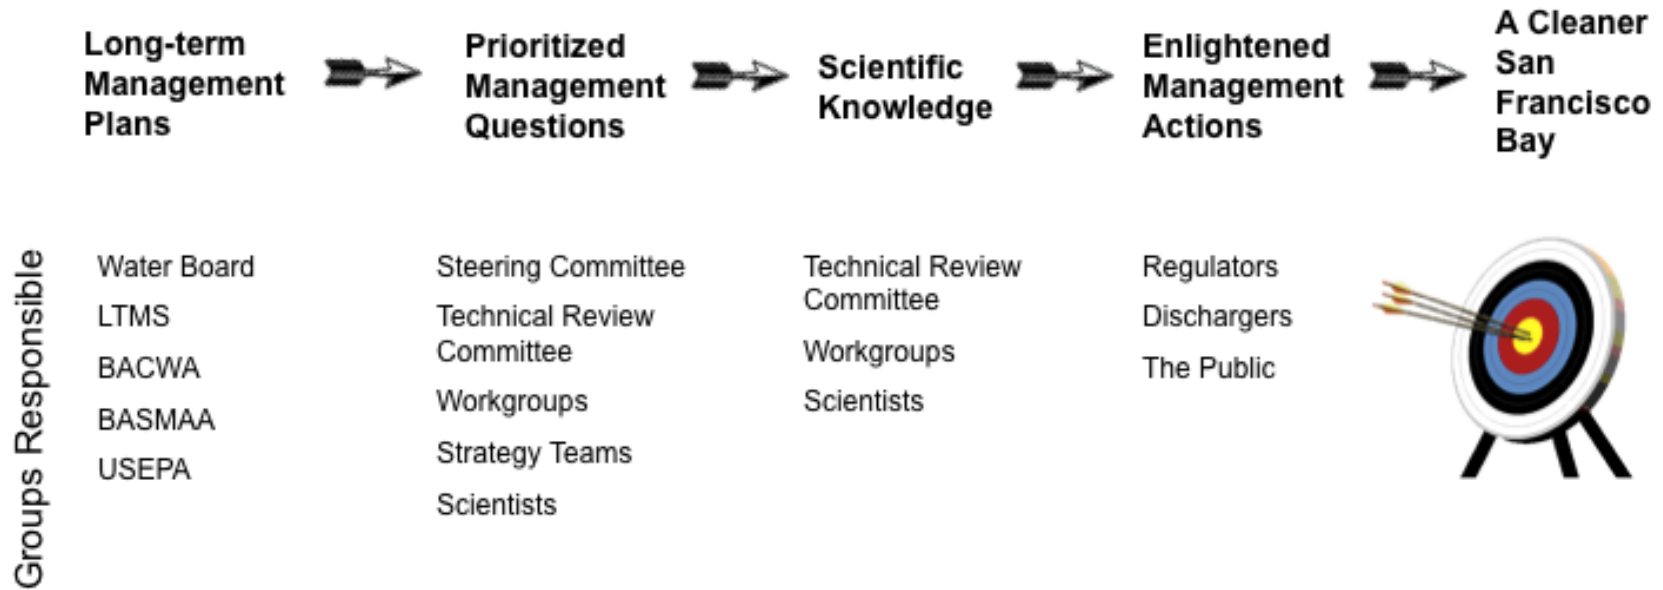 Long-term
Management
Plans
Prioritized
Management
Questions
Scientific
Knowledge
Enlightened
Management
Actions
A Cleaner
San
Francisco
Bay
Groups Responsible
Water Board
LTMS
BACWA
BASMAA
USEPA
Steering Committee
Technical Review
Committee
Workgroups
Strategy Teams
Scientists
Technical Review
Committee
Workgroups
Scientists
Regulators
Dischargers
The Public